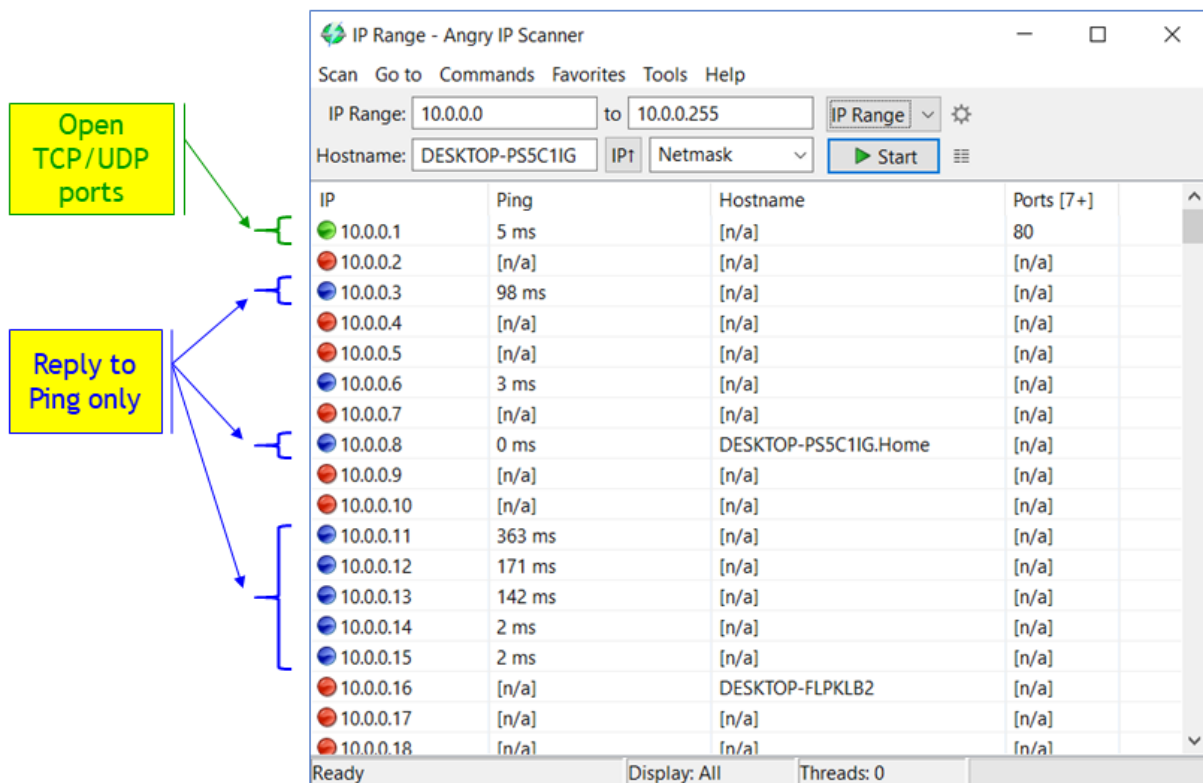 IP Range - Angry IP Scanner
Scan Go to Commands Favorites Tools Help
IP Range: 10.0.0.0 to 10.0.0.255 IP Range
Hostname: DESKTOP-PS5C1IG IP↑ Netmask Start
Open
TCP/UDP
ports
Reply to
Ping only
IP Ping Hostname Ports [7+]
10.0.0.1 5 ms [n/a] 80
10.0.0.2 [n/a] [n/a] [n/a]
10.0.0.3 98 ms [n/a] [n/a]
10.0.0.4 [n/a] [n/a] [n/a]
10.0.0.5 [n/a] [n/a] [n/a]
10.0.0.6 3 ms [n/a] [n/a]
10.0.0.7 [n/a] [n/a] [n/a]
10.0.0.8 0 ms DESKTOP-PS5C1IG.Home [n/a]
10.0.0.9 [n/a] [n/a] [n/a]
10.0.0.10 [n/a] [n/a] [n/a]
10.0.0.11 363 ms [n/a] [n/a]
10.0.0.12 171 ms [n/a] [n/a]
10.0.0.13 142 ms [n/a] [n/a]
10.0.0.14 2 ms [n/a] [n/a]
10.0.0.15 2 ms [n/a] [n/a]
10.0.0.16 [n/a] DESKTOP-FLPKLB2 [n/a]
10.0.0.17 [n/a] [n/a] [n/a]
10.0.0.18 [n/a] [n/a] [n/a]
Ready Display: All Threads: 0